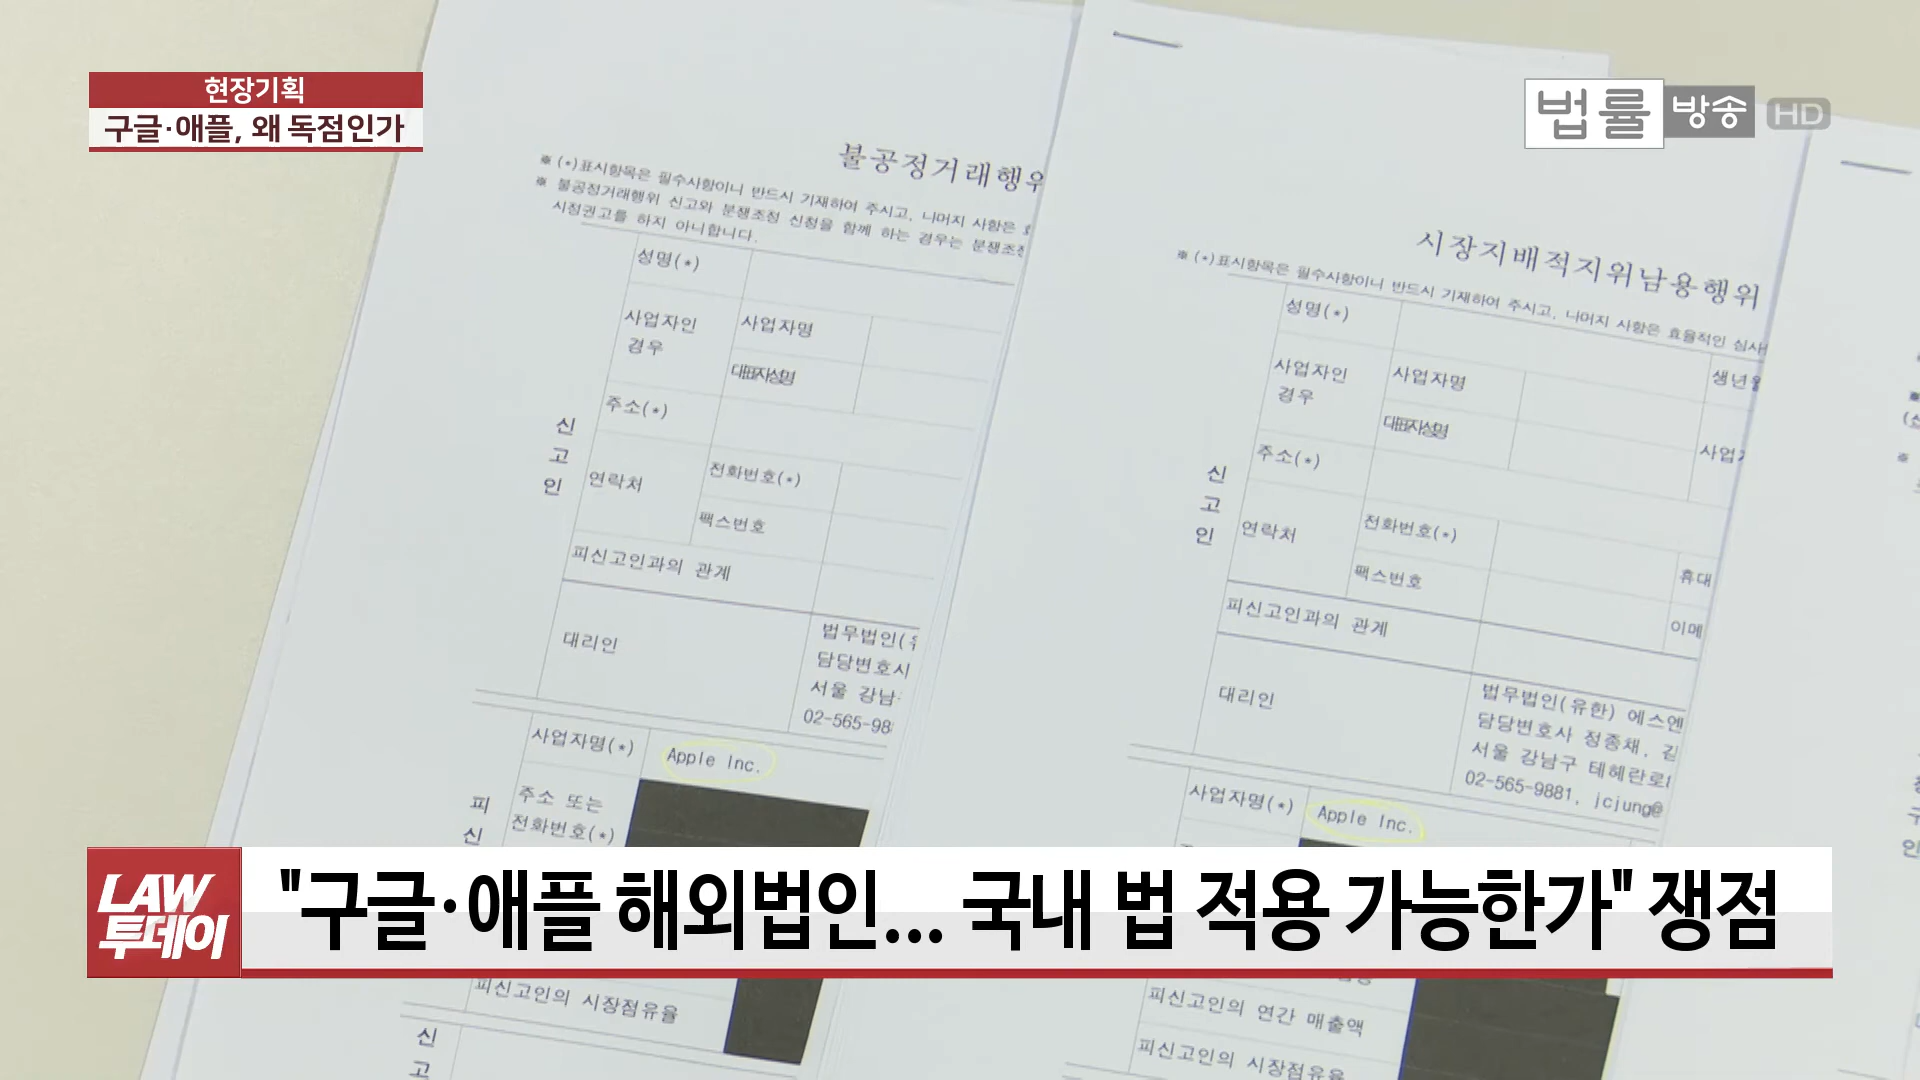 현장기획
구글·애플, 왜 독점인가
법률방송 HD
불공정거래행위
※ (*)표시항목은 필수사항이니 반드시 기재하여 주시고, 나머지 사항은
※ 불공정거래행위 신고와 분쟁조정 신청을 함께 하는 경우는 분쟁조정
시정권고를 하지 아니합니다.
성명(*)
사업자인 경우
사업자명
대표자성명
주소(*)
신고인
연락처
전화번호(*)
팩스번호
피신고인과의 관계
대리인
법무법인(
담당변호사
서울 강남
02-565-98
사업자명(*)
Apple Inc.
주소 또는
전화번호(*)
피신
피신고인의 시장점유율
신고
시장지배적지위남용행위
※ (*)표시항목은 필수사항이니 반드시 기재하여 주시고, 나머지 사항은 효율적인 심사
성명(*)
사업자인 경우
사업자명
생년월
대표자성명
사업
주소(*)
신고인
연락처
전화번호(*)
휴대
팩스번호
이메
피신고인과의 관계
대리인
법무법인(유한) 에스엔
담당변호사 정종채, 김
서울 강남구 테헤란로
02-565-9881, jcjung@
사업자명(*)
Apple Inc.
피신고인의 연간 매출액
피신고인의 시장점유율
LAW 투데이
"구글·애플 해외법인... 국내 법 적용 가능한가" 쟁점